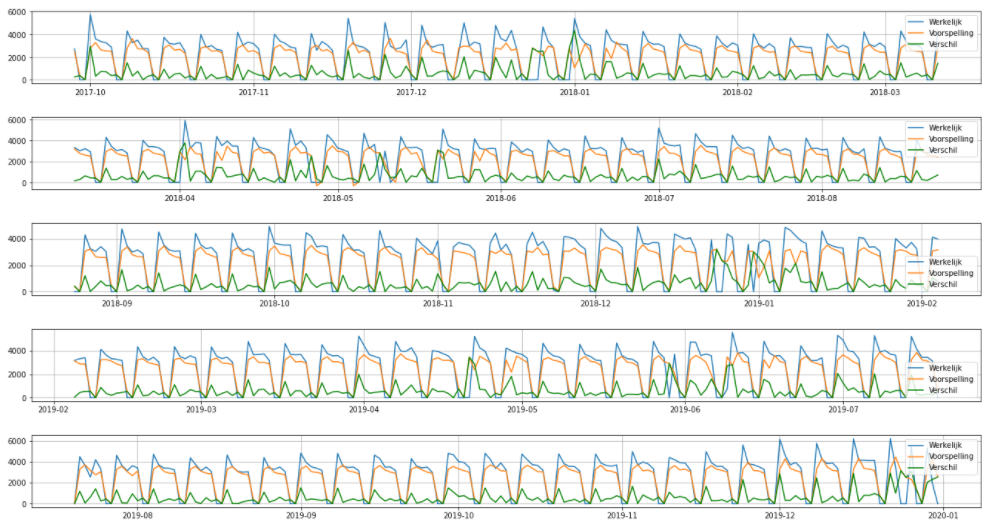 6000
4000
2000
0
Werkelijk
Voorspelling
Verschil
2017-10 2017-11 2017-12 2018-01 2018-02 2018-03
6000
4000
2000
0
Werkelijk
Voorspelling
Verschil
2018-04 2018-05 2018-06 2018-07 2018-08
4000
2000
0
Werkelijk
Voorspelling
Verschil
2018-09 2018-10 2018-11 2018-12 2019-01 2019-02
4000
2000
0
Werkelijk
Voorspelling
Verschil
2019-02 2019-03 2019-04 2019-05 2019-06 2019-07
6000
4000
2000
0
Werkelijk
Voorspelling
Verschil
2019-08 2019-09 2019-10 2019-11 2019-12 2020-01